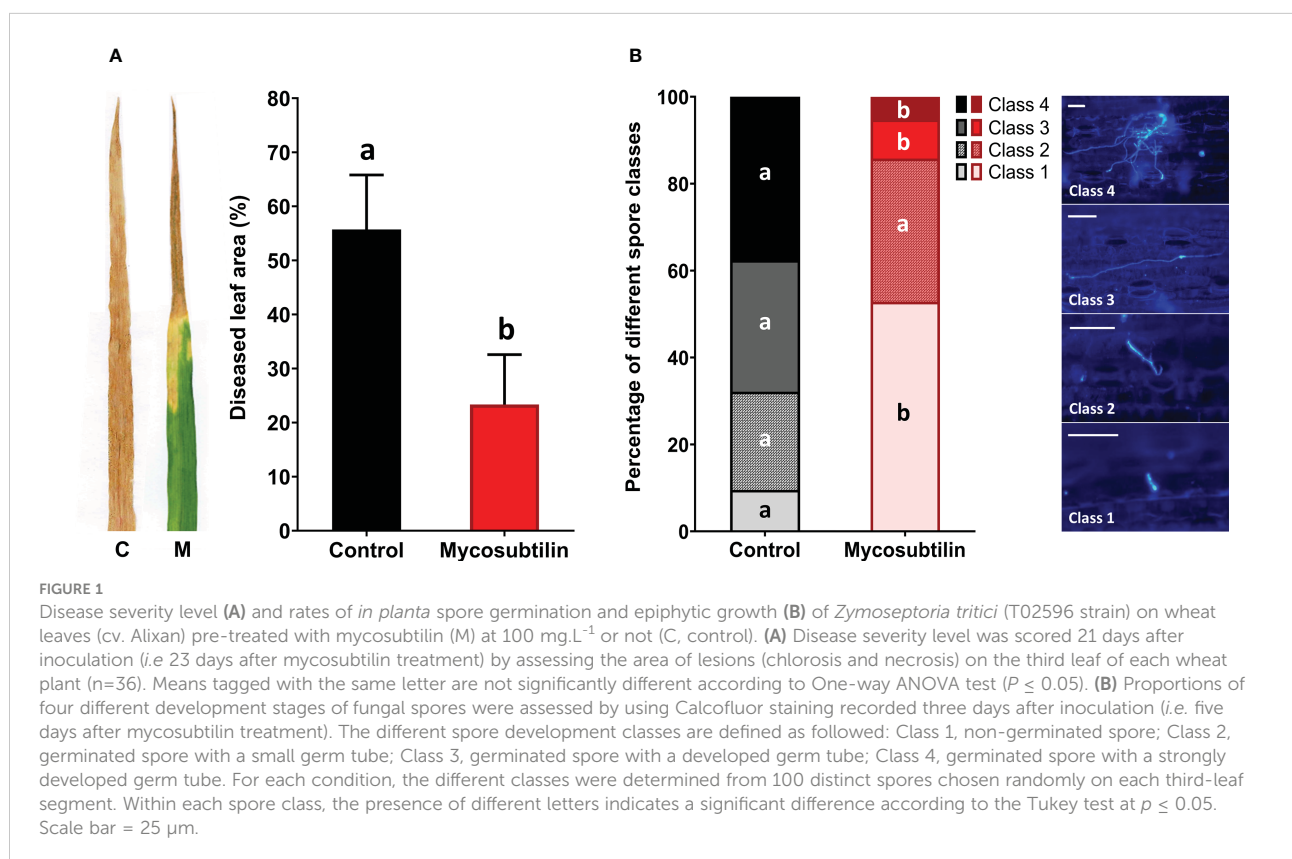 A
B
80
70
60
50
40
30
20
10
0
Diseased leaf area (%)
a
b
C
M
Control
Mycosubtilin
100
80
60
40
20
0
Percentage of different spore classes
a
a
a
a
b
b
a
b
Control
Mycosubtilin
Class 4
Class 3
Class 2
Class 1
Class 4
Class 3
Class 2
Class 1
FIGURE 1
Disease severity level (A) and rates of in planta spore germination and epiphytic growth (B) of Zymoseptoria tritici (T02596 strain) on wheat
leaves (cv. Alixan) pre-treated with mycosubtilin (M) at 100 mg.L⁻¹ or not (C, control). (A) Disease severity level was scored 21 days after
inoculation (i.e 23 days after mycosubtilin treatment) by assessing the area of lesions (chlorosis and necrosis) on the third leaf of each wheat
plant (n=36). Means tagged with the same letter are not significantly different according to One-way ANOVA test (P ≤ 0.05). (B) Proportions of
four different development stages of fungal spores were assessed by using Calcofluor staining recorded three days after inoculation (i.e. five
days after mycosubtilin treatment). The different spore development classes are defined as followed: Class 1, non-germinated spore; Class 2,
germinated spore with a small germ tube; Class 3, germinated spore with a developed germ tube; Class 4, germinated spore with a strongly
developed germ tube. For each condition, the different classes were determined from 100 distinct spores chosen randomly on each third-leaf
segment. Within each spore class, the presence of different letters indicates a significant difference according to the Tukey test at p ≤ 0.05.
Scale bar = 25 µm.